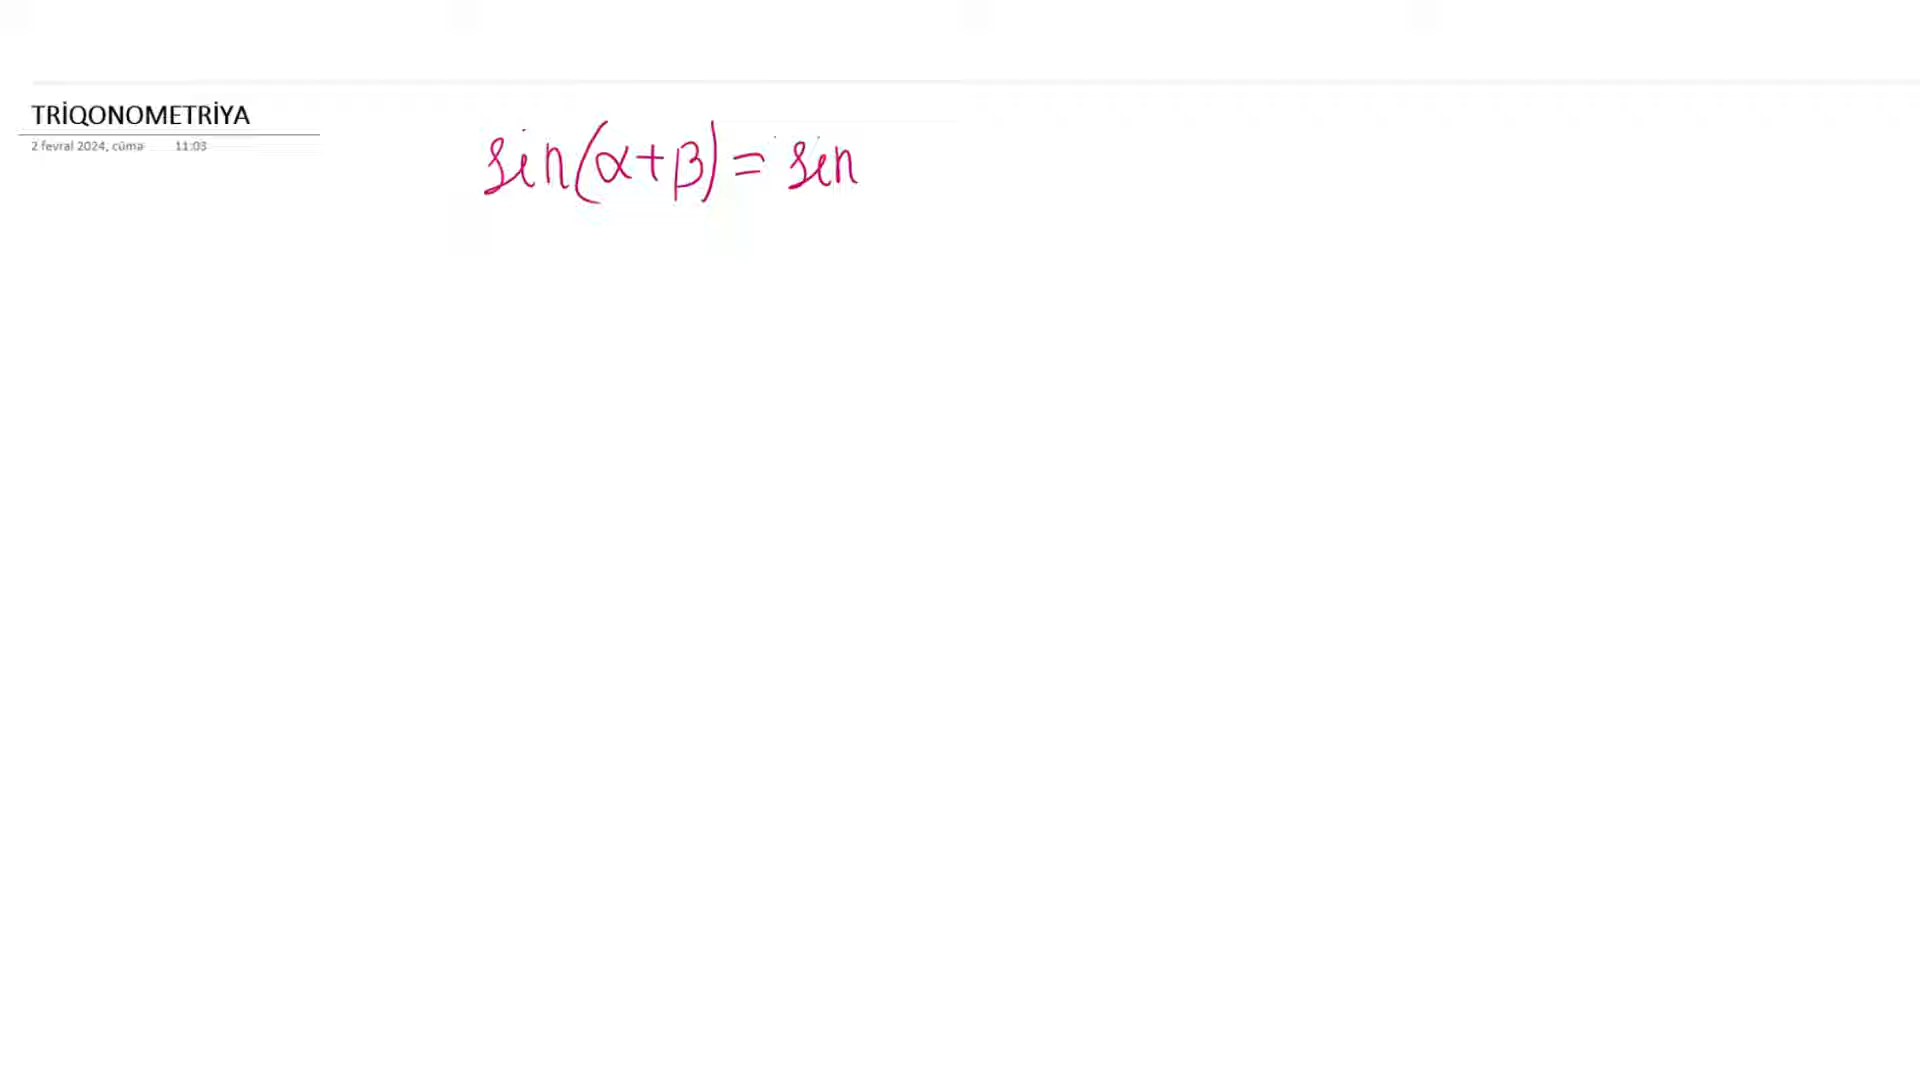 TRİQONOMETRİYA
2 fevral 2024, cümə 11:03
sin(α+β)= sin